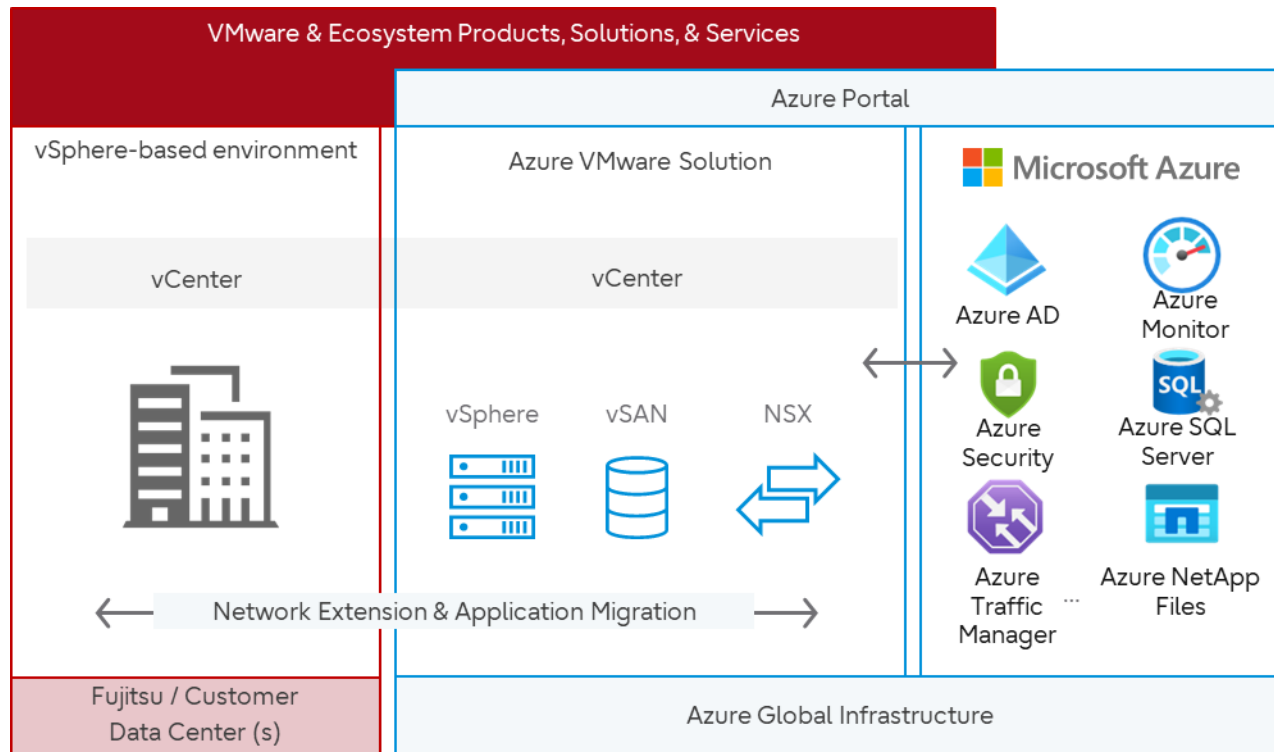 VMware & Ecosystem Products, Solutions, & Services
Azure Portal
vSphere-based environment
Azure VMware Solution
Microsoft Azure
vCenter
vCenter
Azure AD
Azure
Monitor
vSphere
vSAN
NSX
Azure
Security
SQL
Azure SQL
Server
Azure
Traffic
Manager
...
Azure NetApp
Files
Network Extension & Application Migration
Fujitsu / Customer
Data Center (s)
Azure Global Infrastructure